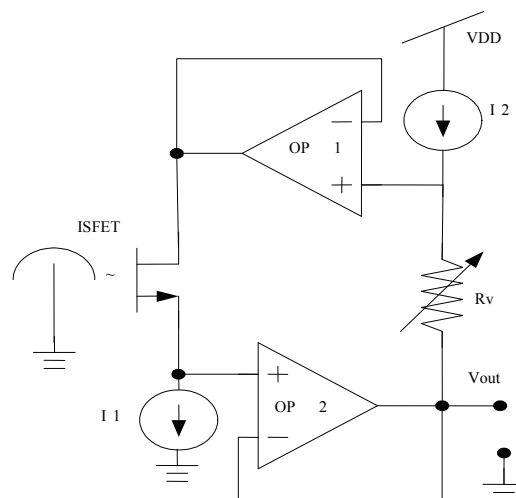 VDD
I 2
−
OP 1
+
ISFET
~
Rv
Vout
+
I 1
OP 2
−